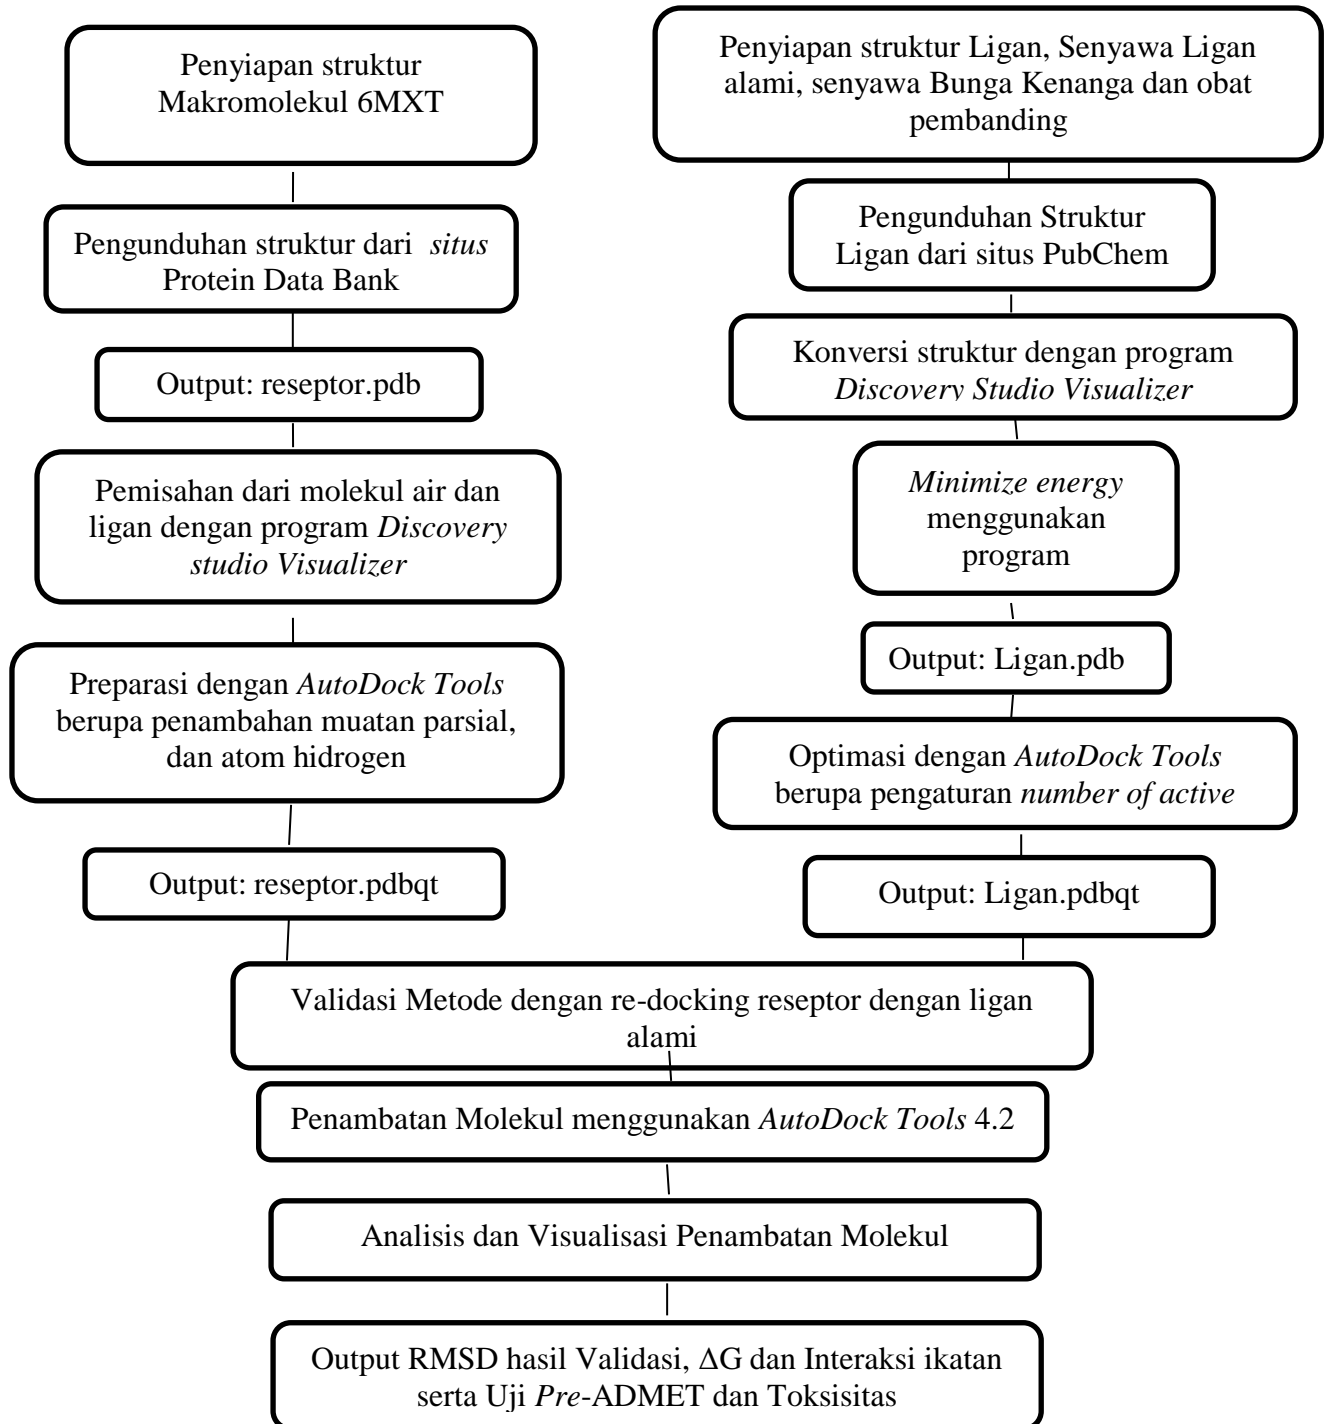 Penyiapan struktur
Makromolekul 6MXT
Pengunduhan struktur dari situs
Protein Data Bank
Output: reseptor.pdb
Pemisahan dari molekul air dan
ligan dengan program Discovery
studio Visualizer
Preparasi dengan AutoDock Tools
berupa penambahan muatan parsial,
dan atom hidrogen
Output: reseptor.pdbqt
Penyiapan struktur Ligan, Senyawa Ligan
alami, senyawa Bunga Kenanga dan obat
pembanding
Pengunduhan Struktur
Ligan dari situs PubChem
Konversi struktur dengan program
Discovery Studio Visualizer
Minimize energy
menggunakan
program
Output: Ligan.pdb
Optimasi dengan AutoDock Tools
berupa pengaturan number of active
Output: Ligan.pdbqt
Validasi Metode dengan re-docking reseptor dengan ligan
alami
Penambatan Molekul menggunakan AutoDock Tools 4.2
Analisis dan Visualisasi Penambatan Molekul
Output RMSD hasil Validasi, ΔG dan Interaksi ikatan
serta Uji Pre-ADMET dan Toksisitas